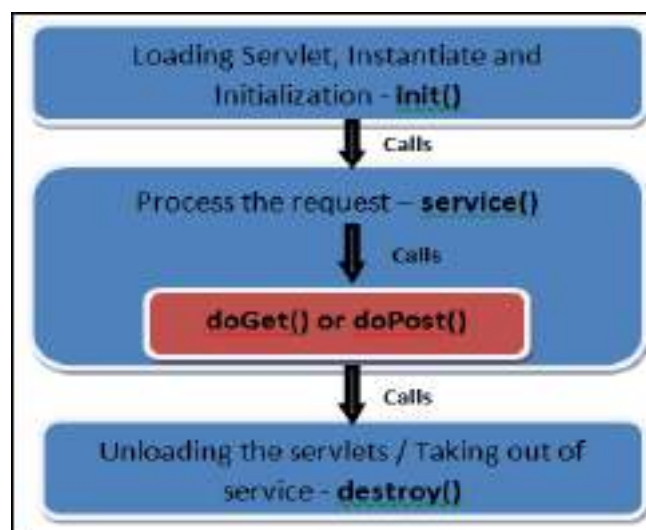 Loading Servlet, Instantiate and
Initialization - init()
Calls
Process the request – service()
Calls
doGet() or doPost()
Calls
Unloading the servlets / Taking out of
service - destroy()